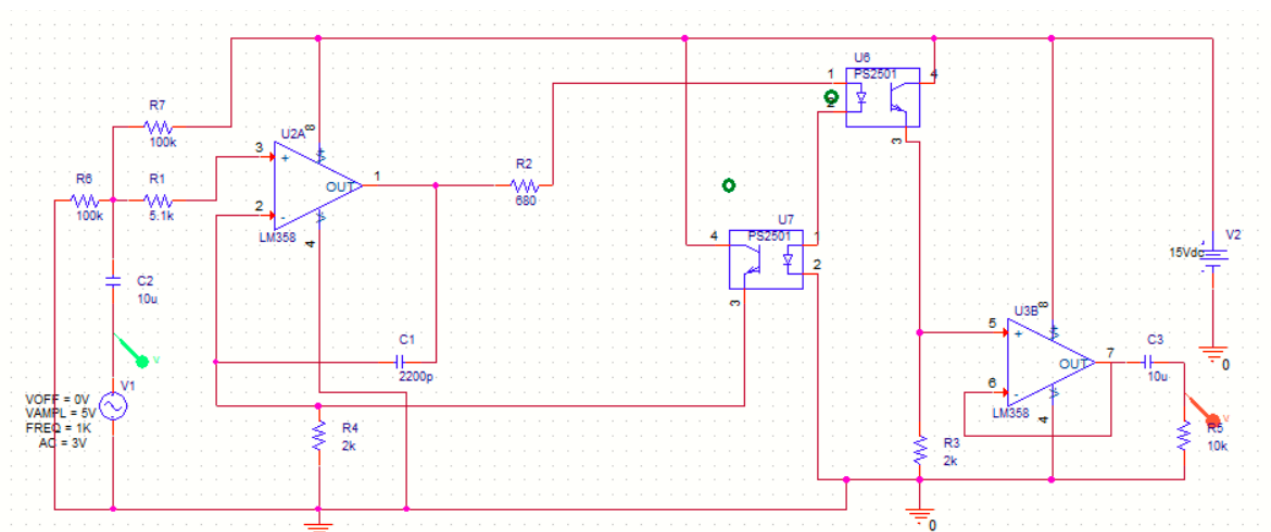 U6
PS2501
1
4
2
3
R7
100k
U2A
8
3
+
V
OUT
1
2
-
V
4
LM358
R6
100k
R1
5.1k
R2
680
C2
10u
U7
PS2501
4
1
2
3
V2
15Vdc
0
C1
2200p
V
V1
VOFF = 0V
VAMPL = 5V
FREQ = 1K
AC = 3V
R4
2k
U3B
8
5
+
V
OUT
7
6
-
V
4
LM358
C3
10u
V
R5
10k
R3
2k
0